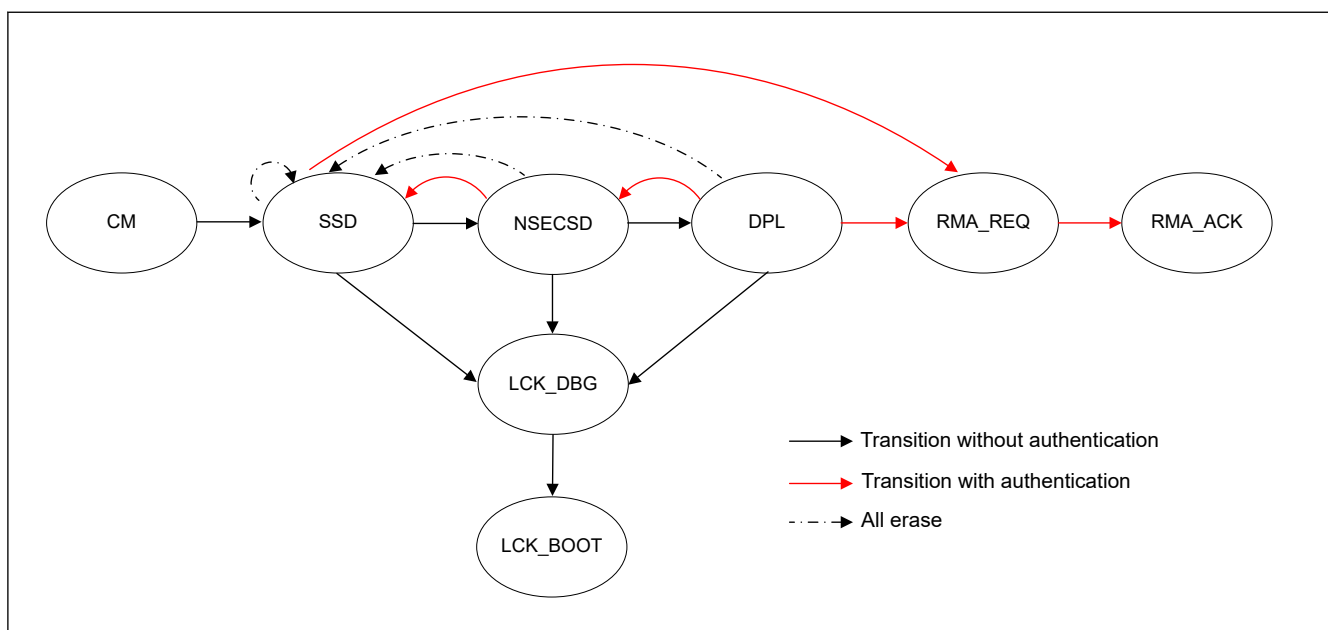 CM
SSD
NSECSD
DPL
RMA_REQ
RMA_ACK
LCK_DBG
LCK_BOOT
Transition without authentication
Transition with authentication
All erase